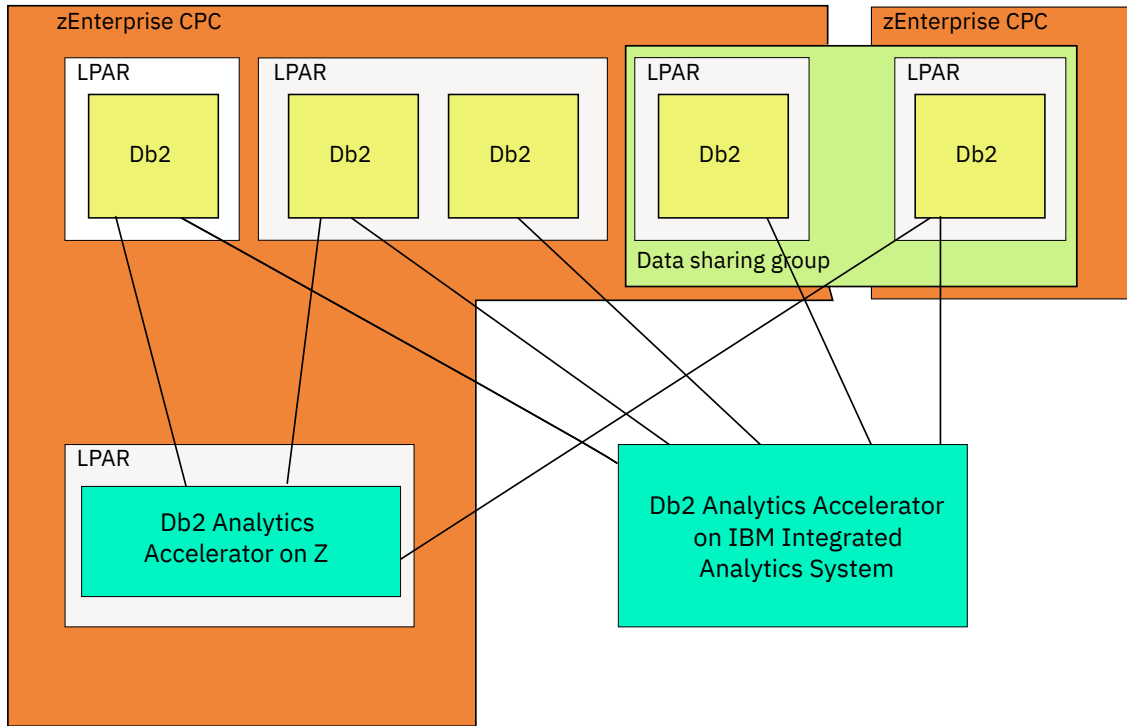 zEnterprise CPC
zEnterprise CPC
LPAR
LPAR
LPAR
LPAR
Db2
Db2
Db2
Db2
Db2
Data sharing group
LPAR
Db2 Analytics
Accelerator on Z
Db2 Analytics Accelerator
on IBM Integrated
Analytics System